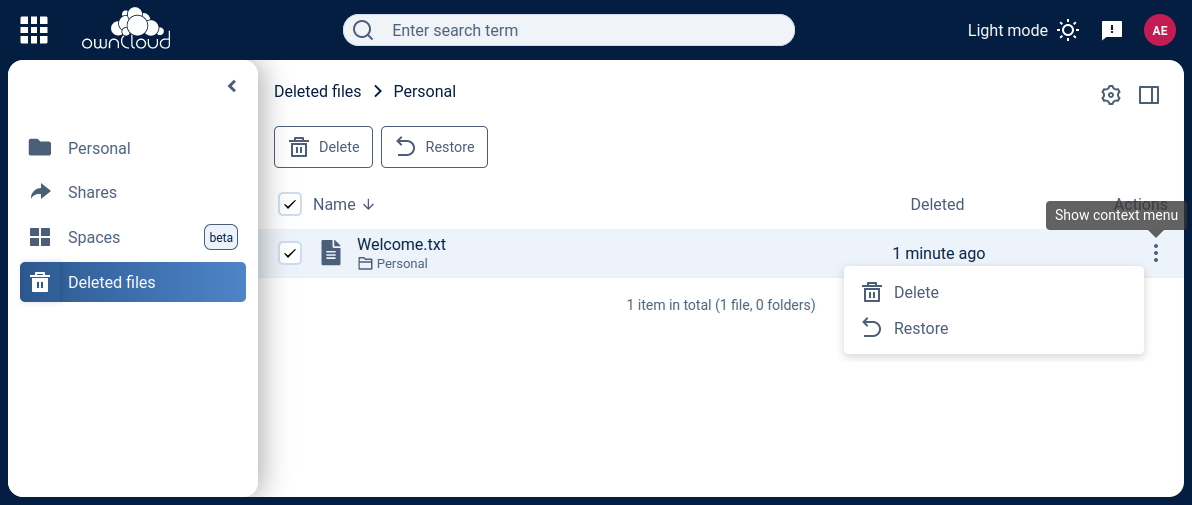 ownCloud
Enter search term
Light mode
AE
Deleted files > Personal
Personal
Shares
Spaces beta
Deleted files
Delete Restore
Name Deleted Actions
Show context menu
Welcome.txt 1 minute ago
Personal
1 item in total (1 file, 0 folders)
Delete
Restore